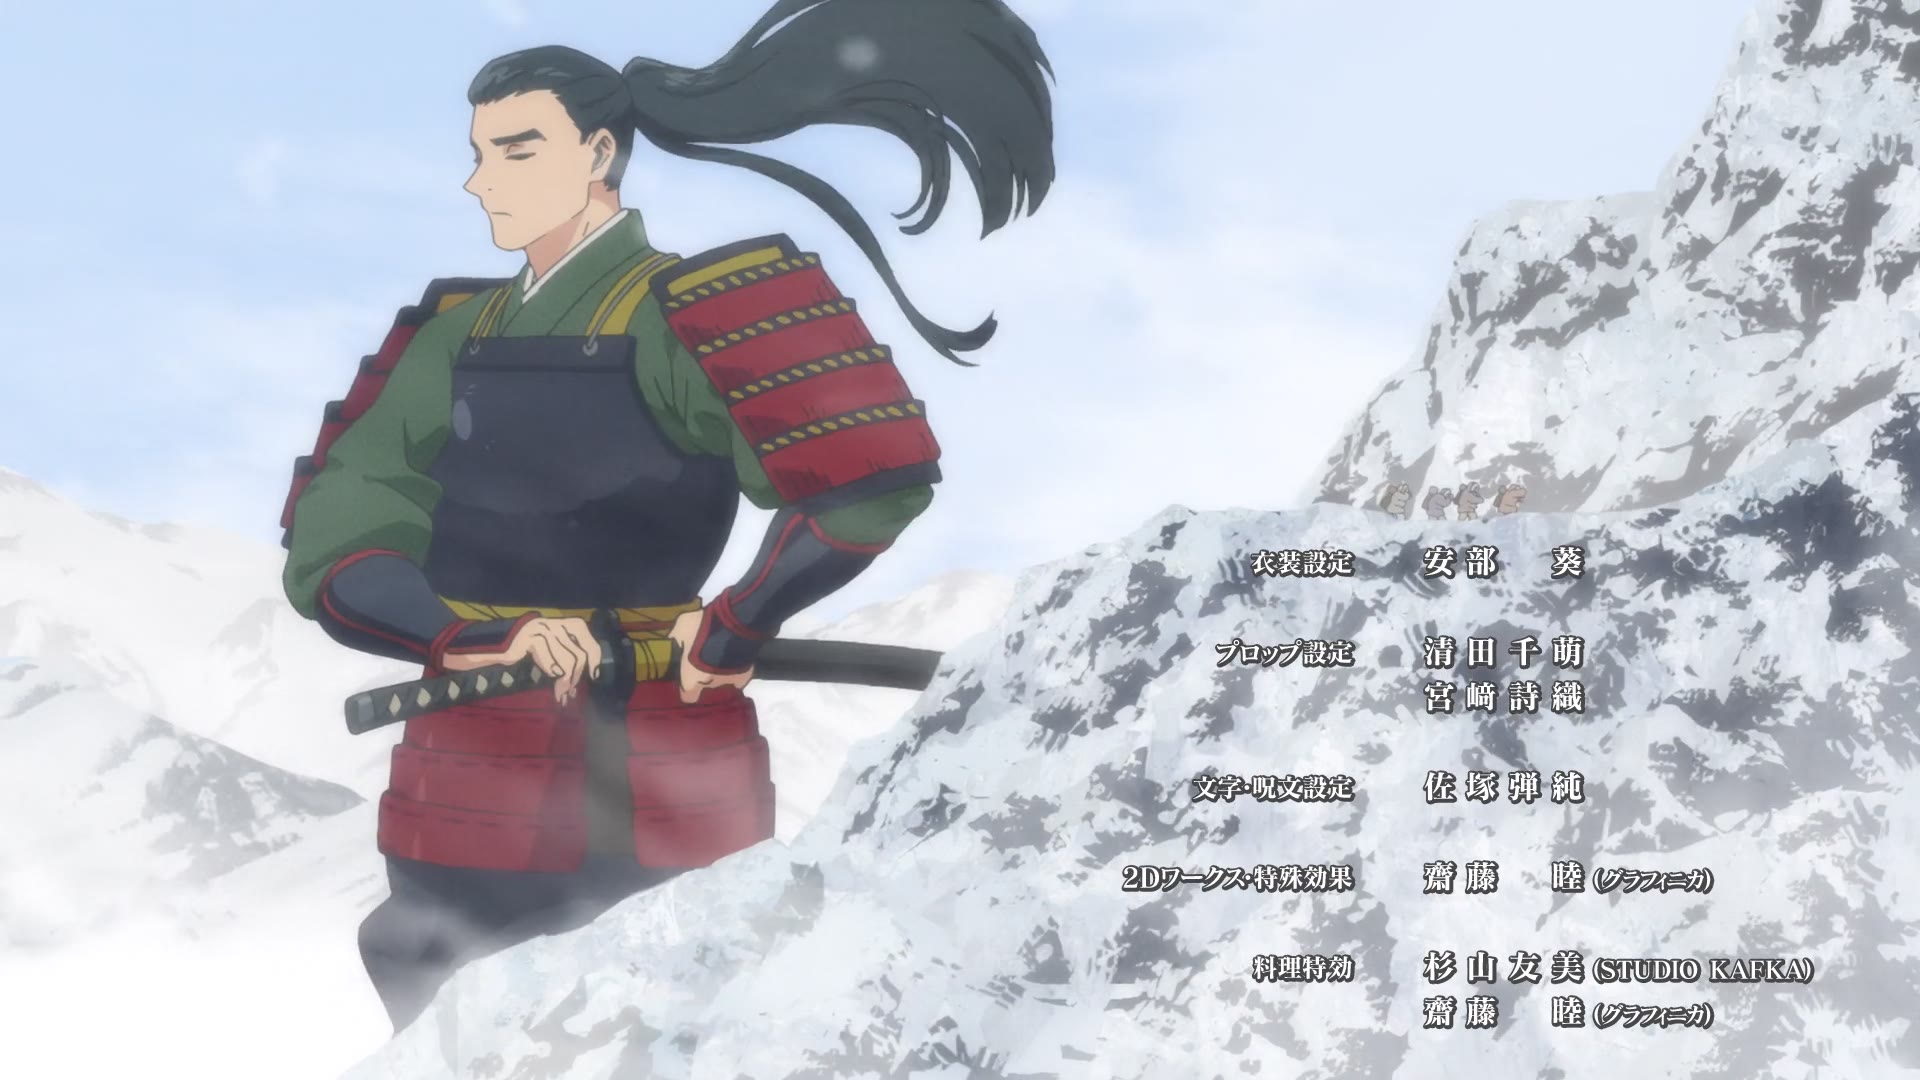 衣装設定 安部 葵
プロップ設定 清田千萌
宮﨑詩織
文字・呪文設定 佐塚弾純
2Dワークス・特殊効果 齋藤 睦(グラフィニカ)
料理特効 杉山友美(STUDIO KAFKA)
齋藤 睦(グラフィニカ)